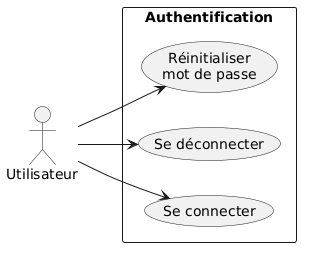 Authentification
Réinitialiser
mot de passe
Utilisateur
Se déconnecter
Se connecter